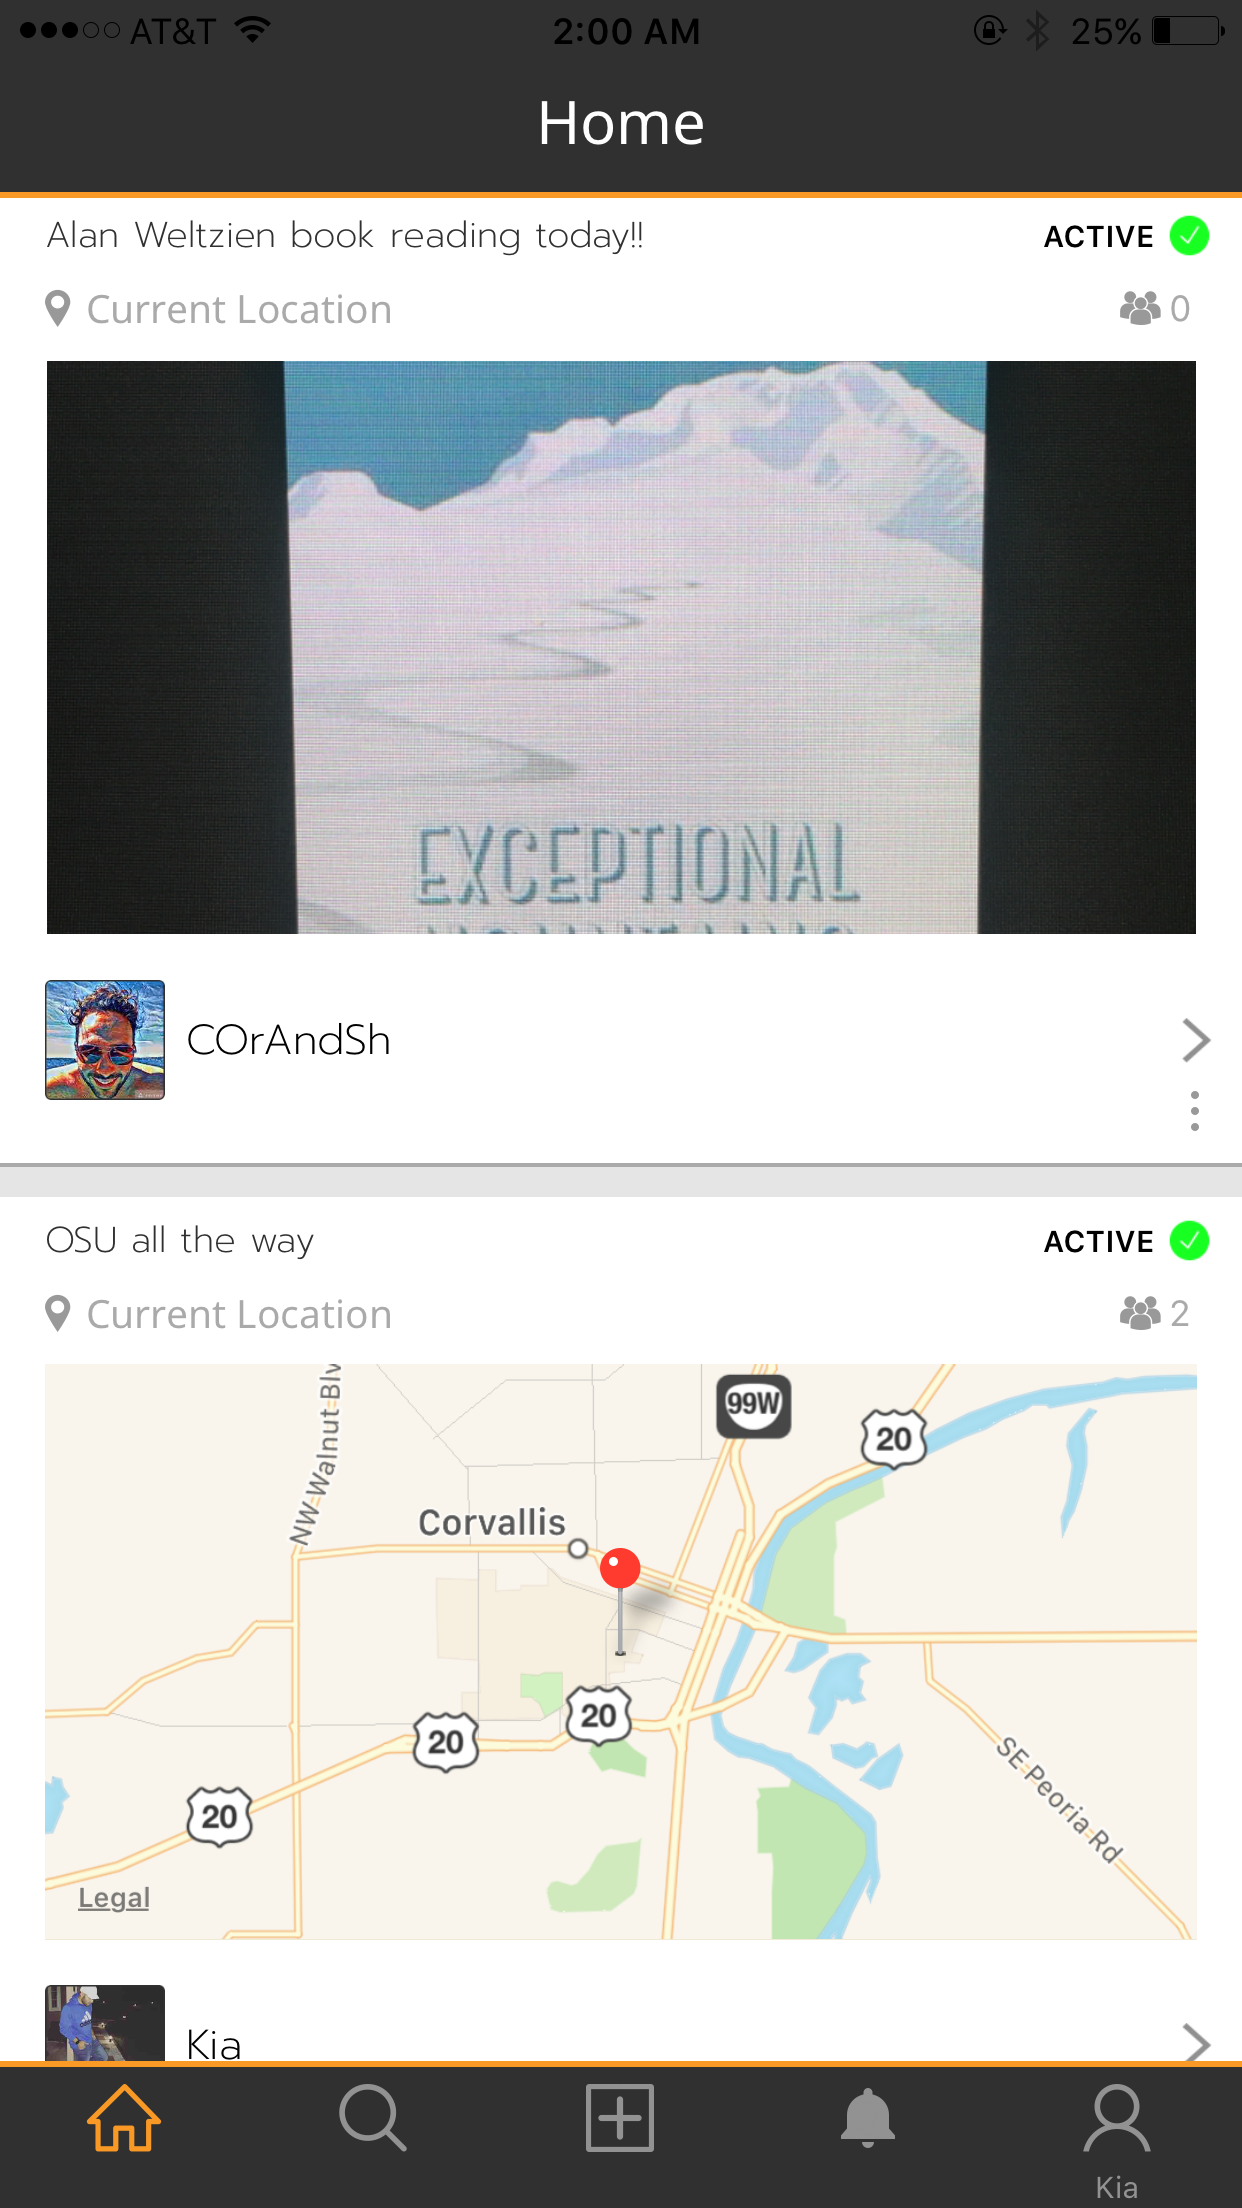 AT&T 2:00 AM 25%
Home
Alan Weltzien book reading today!! ACTIVE
Current Location 0
EXCEPTIONAL
COrAndSh
OSU all the way ACTIVE
Current Location 2
NW Walnut Blv
99W
20
Corvallis
20
20
20
SE Peoria Rd
Legal
Kia
Kia